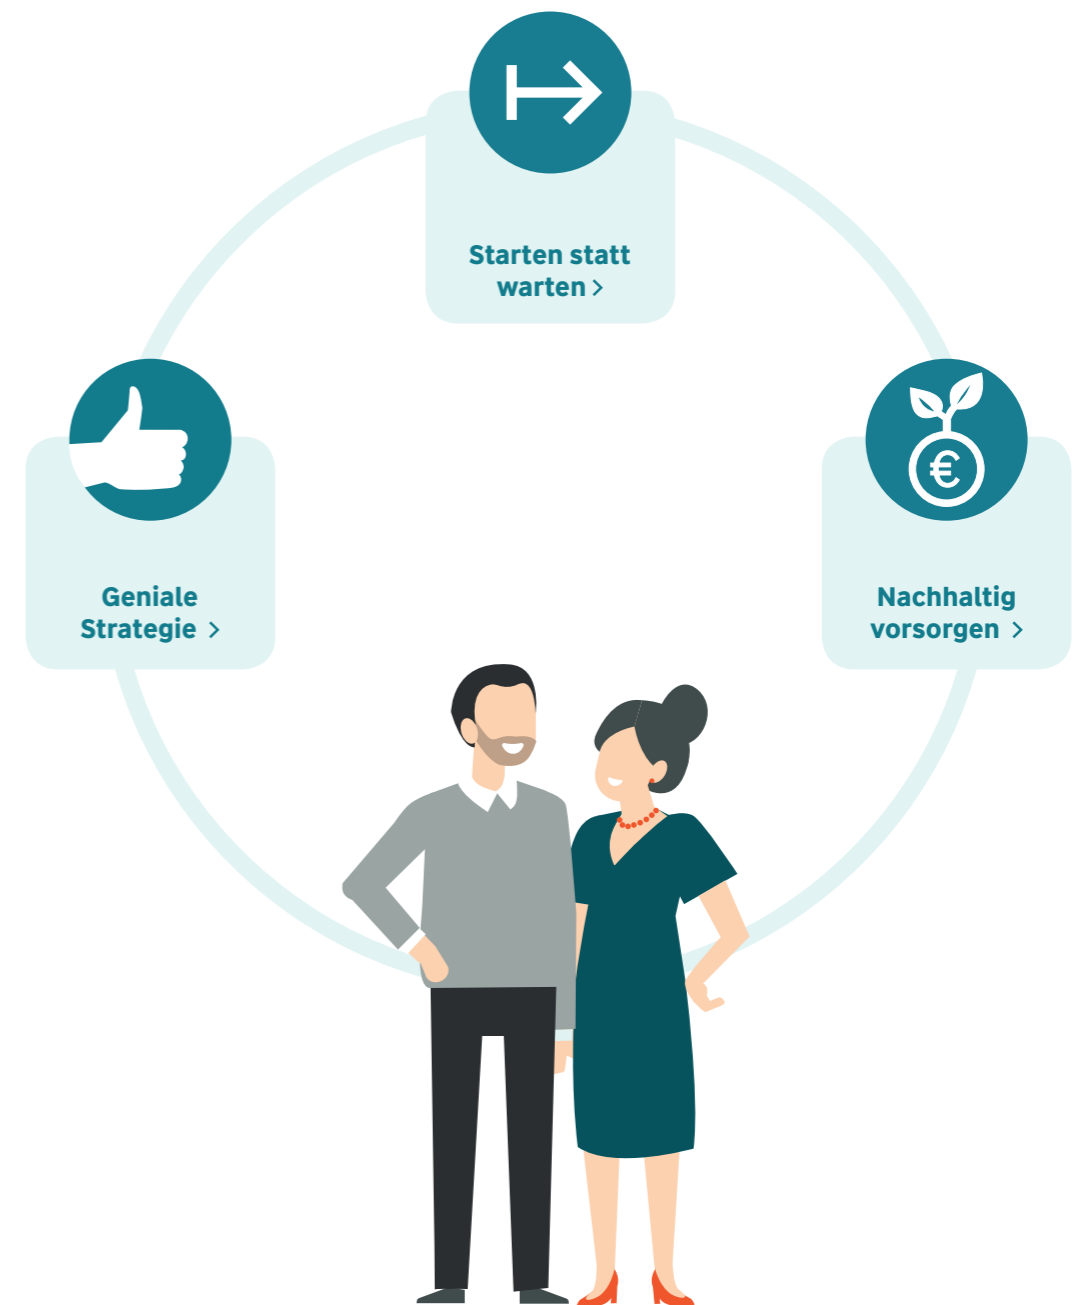 Starten statt
warten >
Geniale
Strategie >
Nachhaltig
vorsorgen >
€